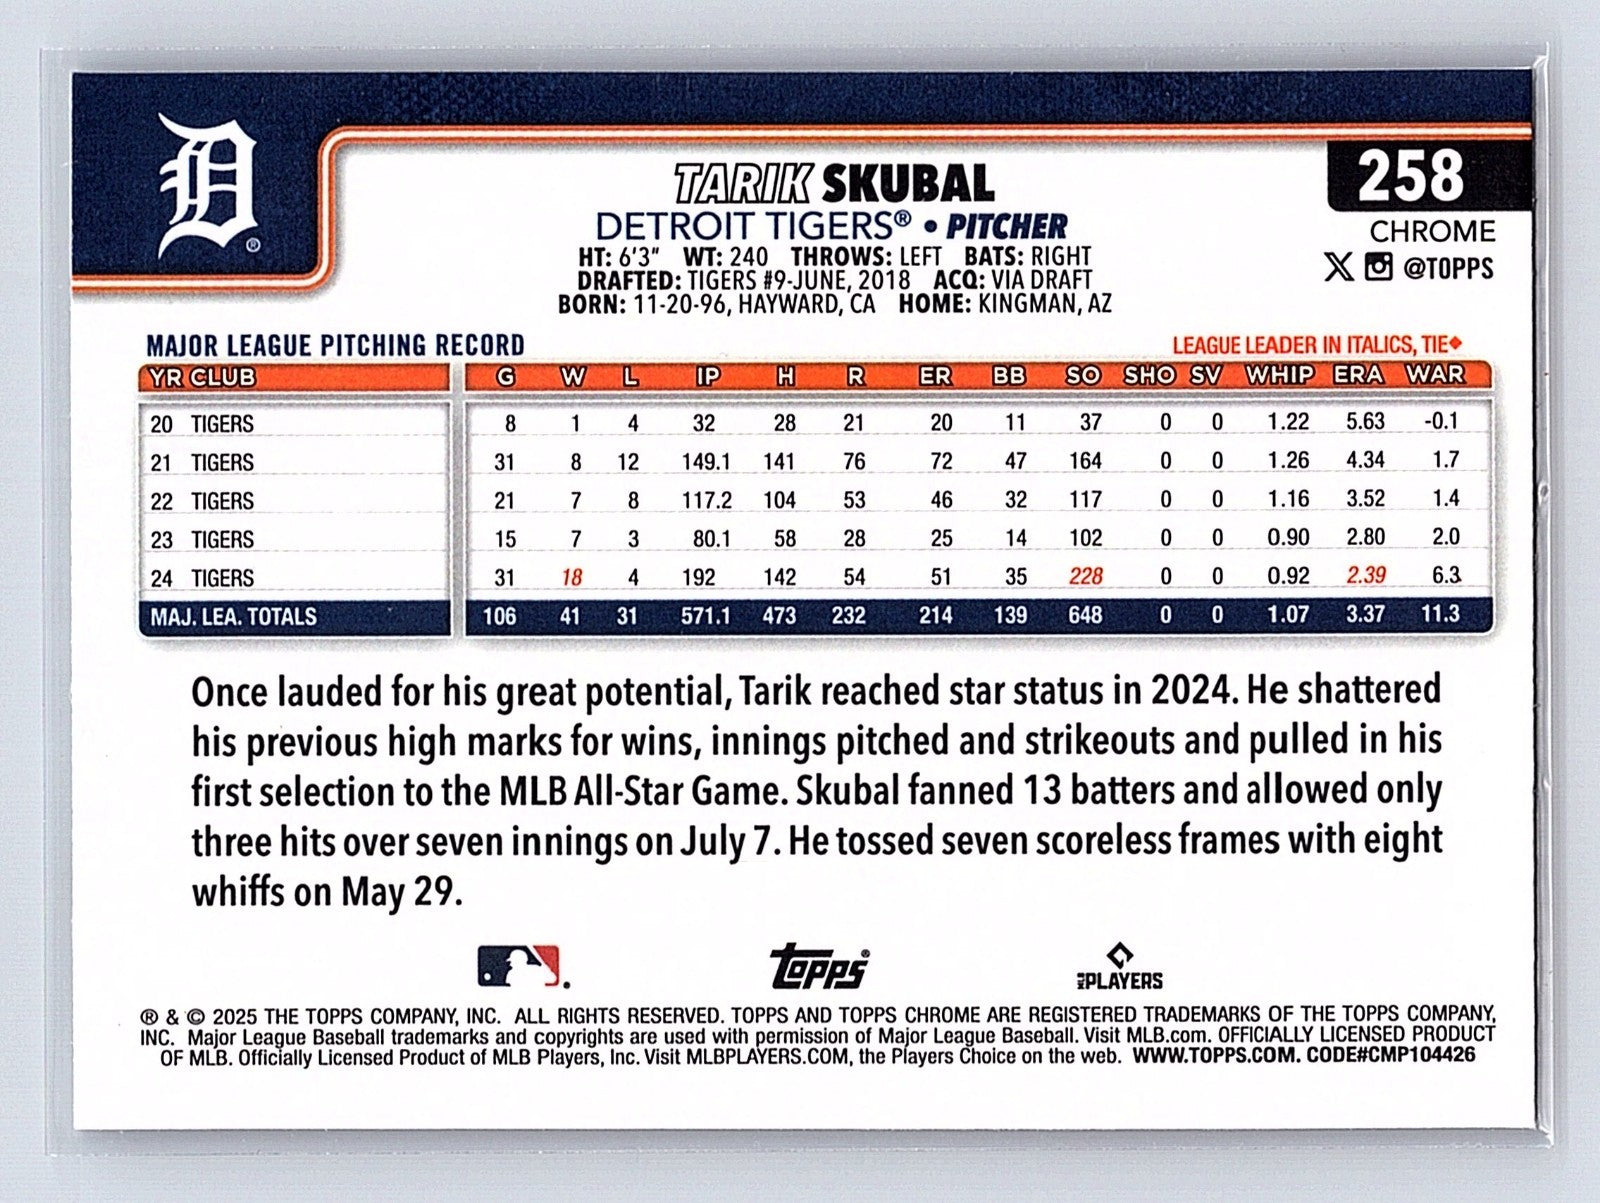 D®
TARIK SKUBAL
DETROIT TIGERS® • PITCHER
HT: 6'3" WT: 240 THROWS: LEFT BATS: RIGHT
DRAFTED: TIGERS #9-JUNE, 2018 ACQ: VIA DRAFT
BORN: 11-20-96, HAYWARD, CA HOME: KINGMAN, AZ
258
CHROME
X @TOPPS
MAJOR LEAGUE PITCHING RECORD
LEAGUE LEADER IN ITALICS, TIE◆
YR CLUB G W L IP H R ER BB SO SHO SV WHIP ERA WAR
20 TIGERS 8 1 4 32 28 21 20 11 37 0 0 1.22 5.63 -0.1
21 TIGERS 31 8 12 149.1 141 76 72 47 164 0 0 1.26 4.34 1.7
22 TIGERS 21 7 8 117.2 104 53 46 32 117 0 0 1.16 3.52 1.4
23 TIGERS 15 7 3 80.1 58 28 25 14 102 0 0 0.90 2.80 2.0
24 TIGERS 31 18 4 192 142 54 51 35 228 0 0 0.92 2.39 6.3
MAJ. LEA. TOTALS 106 41 31 571.1 473 232 214 139 648 0 0 1.07 3.37 11.3
Once lauded for his great potential, Tarik reached star status in 2024. He shattered
his previous high marks for wins, innings pitched and strikeouts and pulled in his
first selection to the MLB All-Star Game. Skubal fanned 13 batters and allowed only
three hits over seven innings on July 7. He tossed seven scoreless frames with eight
whiffs on May 29.
Topps®
MLB PLAYERS
® & © 2025 THE TOPPS COMPANY, INC. ALL RIGHTS RESERVED. TOPPS AND TOPPS CHROME ARE REGISTERED TRADEMARKS OF THE TOPPS COMPANY,
INC. Major League Baseball trademarks and copyrights are used with permission of Major League Baseball. Visit MLB.com. OFFICIALLY LICENSED PRODUCT
OF MLB. Officially Licensed Product of MLB Players, Inc. Visit MLBPLAYERS.COM, the Players Choice on the web. WWW.TOPPS.COM. CODE#CMP104426